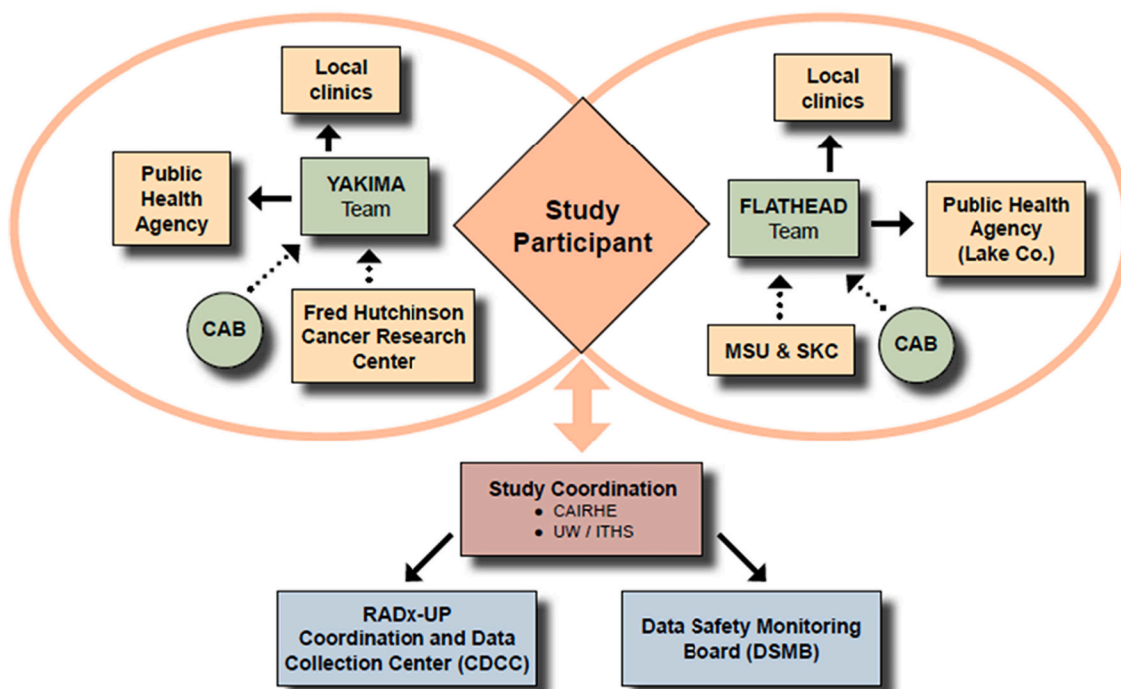 Local
clinics
Public
Health
Agency
YAKIMA
Team
CAB
Fred Hutchinson
Cancer Research
Center
Study
Participant
Local
clinics
FLATHEAD
Team
Public Health
Agency
(Lake Co.)
MSU & SKC
CAB
Study Coordination
● CAIRHE
● UW / ITHS
RADx-UP
Coordination and Data
Collection Center (CDCC)
Data Safety Monitoring
Board (DSMB)